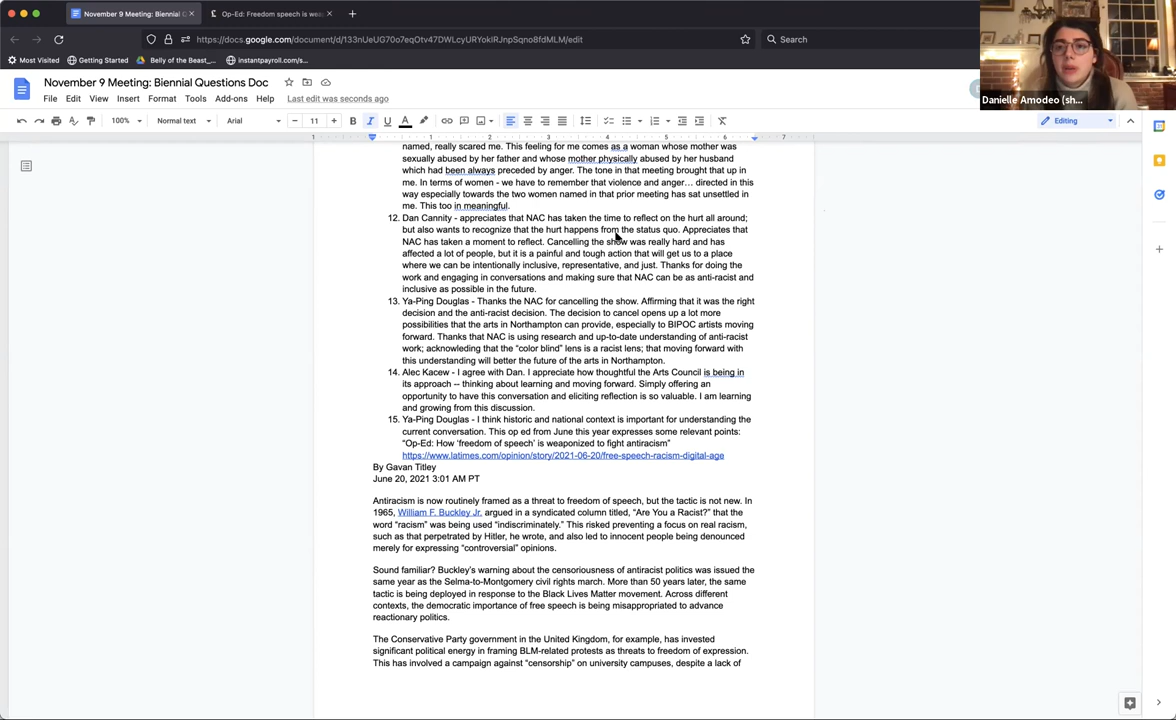 November 9 Meeting: Biennial Q
Op-Ed: Freedom speech is wea
https://docs.google.com/document/d/133nUeUG70o7eqOtv47DWLcyURYokIRJnpSqno8fdMLM/edit
Search
Most Visited
Getting Started
Belly of the Beast_...
instantpayroll.com/s...
Danielle Amodeo (sh...
November 9 Meeting: Biennial Questions Doc
File Edit View Insert Format Tools Add-ons Help Last edit was seconds ago
100% Normal text Arial 11 B I U A Editing
1 1 2 3 4 5 6 7
named, really scared me. This feeling for me comes as a woman whose mother was
sexually abused by her father and whose mother physically abused by her husband
which had been always preceded by anger. The tone in that meeting brought that up in
me. In terms of women - we have to remember that violence and anger... directed in this
way especially towards the two women named in that prior meeting has sat unsettled in
me. This too in meaningful.
12. Dan Cannity - appreciates that NAC has taken the time to reflect on the hurt all around;
but also wants to recognize that the hurt happens from the status quo. Appreciates that
NAC has taken a moment to reflect. Cancelling the show was really hard and has
affected a lot of people, but it is a painful and tough action that will get us to a place
where we can be intentionally inclusive, representative, and just. Thanks for doing the
work and engaging in conversations and making sure that NAC can be as anti-racist and
inclusive as possible in the future.
13. Ya-Ping Douglas - Thanks the NAC for cancelling the show. Affirming that it was the right
decision and the anti-racist decision. The decision to cancel opens up a lot more
possibilities that the arts in Northampton can provide, especially to BIPOC artists moving
forward. Thanks that NAC is using research and up-to-date understanding of anti-racist
work; acknowleding that the “color blind” lens is a racist lens; that moving forward with
this understanding will better the future of the arts in Northampton.
14. Alec Kacew - I agree with Dan. I appreciate how thoughtful the Arts Council is being in
its approach -- thinking about learning and moving forward. Simply offering an
opportunity to have this conversation and eliciting reflection is so valuable. I am learning
and growing from this discussion.
15. Ya-Ping Douglas - I think historic and national context is important for understanding the
current conversation. This op ed from June this year expresses some relevant points:
“Op-Ed: How ‘freedom of speech’ is weaponized to fight antiracism”
https://www.latimes.com/opinion/story/2021-06-20/free-speech-racism-digital-age
By Gavan Titley
June 20, 2021 3:01 AM PT
Antiracism is now routinely framed as a threat to freedom of speech, but the tactic is not new. In
1965, William F. Buckley Jr. argued in a syndicated column titled, “Are You a Racist?” that the
word “racism” was being used “indiscriminately.” This risked preventing a focus on real racism,
such as that perpetrated by Hitler, he wrote, and also led to innocent people being denounced
merely for expressing “controversial” opinions.
Sound familiar? Buckley’s warning about the censoriousness of antiracist politics was issued the
same year as the Selma-to-Montgomery civil rights march. More than 50 years later, the same
tactic is being deployed in response to the Black Lives Matter movement. Across different
contexts, the democratic importance of free speech is being misappropriated to advance
reactionary politics.
The Conservative Party government in the United Kingdom, for example, has invested
significant political energy in framing BLM-related protests as threats to freedom of expression.
This has involved a campaign against “censorship” on university campuses, despite a lack of